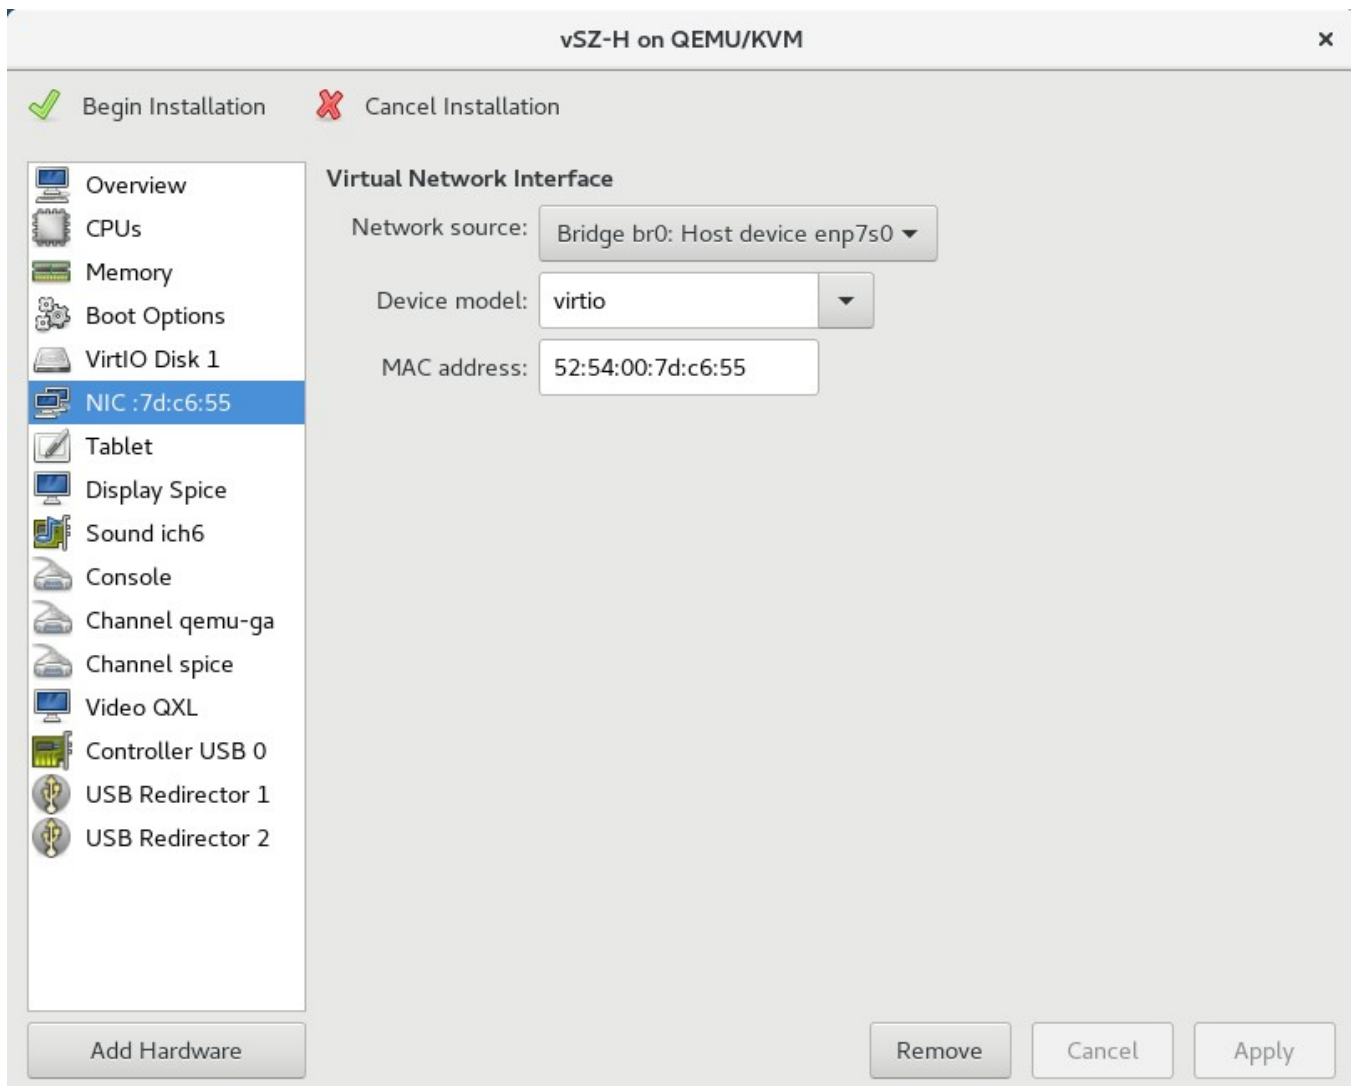 vSZ-H on QEMU/KVM
Begin Installation
Cancel Installation
Overview
CPUs
Memory
Boot Options
VirtIO Disk 1
NIC :7d:c6:55
Tablet
Display Spice
Sound ich6
Console
Channel qemu-ga
Channel spice
Video QXL
Controller USB 0
USB Redirector 1
USB Redirector 2
Add Hardware
Virtual Network Interface
Network source: Bridge br0: Host device enp7s0
Device model: virtio
MAC address: 52:54:00:7d:c6:55
Remove
Cancel
Apply